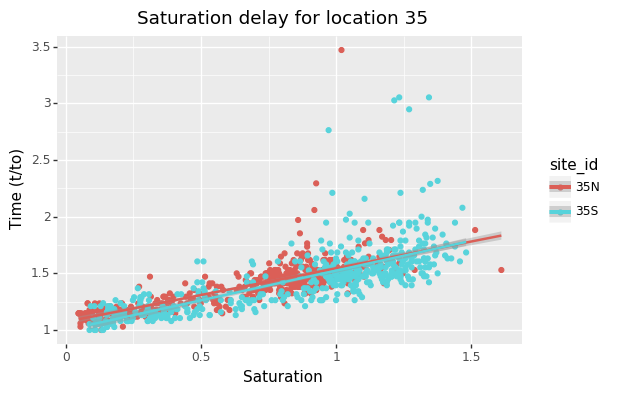 Saturation delay for location 35
3.5
3
2.5
2
1.5
1
Time (t/to)
0
0.5
1
1.5
Saturation
site_id
35N
35S